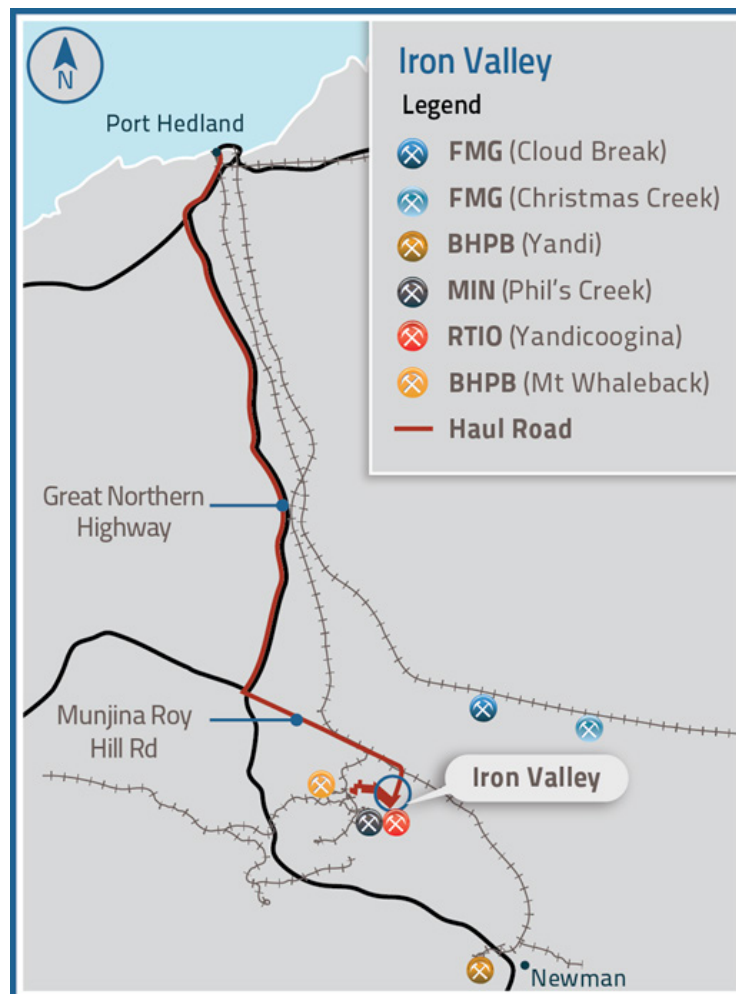 N
Port Hedland
Iron Valley
Legend
FMG (Cloud Break)
FMG (Christmas Creek)
BHPB (Yandi)
MIN (Phil's Creek)
RTIO (Yandicoogina)
BHPB (Mt Whaleback)
Haul Road
Great Northern
Highway
Munjina Roy
Hill Rd
Iron Valley
Newman